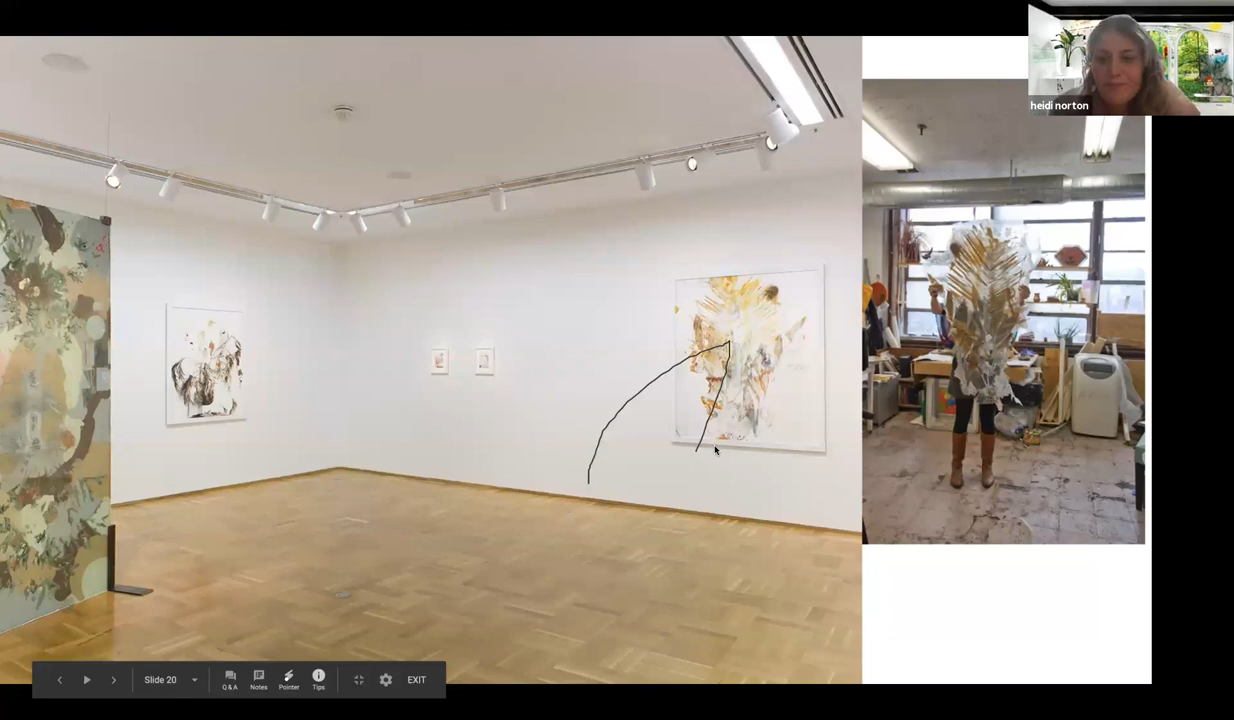 heidi norton
Slide 20
Q & A
Notes
Pointer
Tips
EXIT